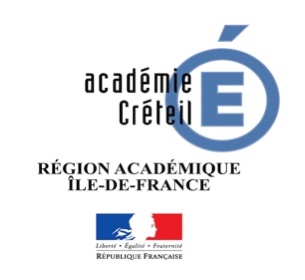 académie
Créteil
É
RÉGION ACADÉMIQUE
ÎLE-DE-FRANCE
Liberté • Égalité • Fraternité
RÉPUBLIQUE FRANÇAISE